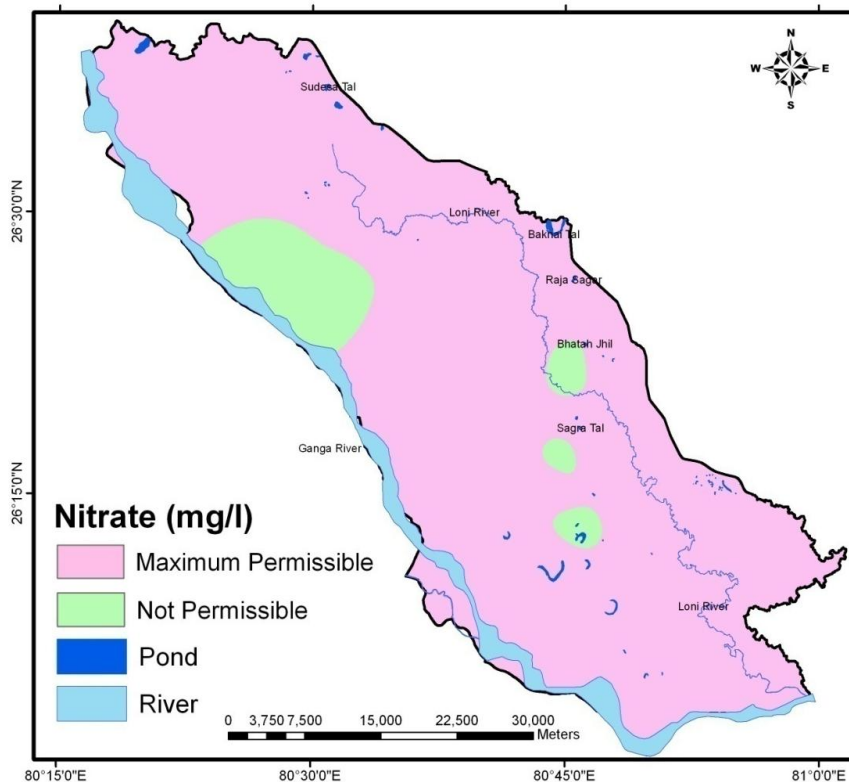 N
W E
S
Sudesa Tal
26°30'0"N
Loni River
Baknai Tal
Raja Sagar
Bhatah Jhil
Sagra Tal
Ganga River
26°15'0"N
Nitrate (mg/l)
Maximum Permissible
Not Permissible
Pond
River
Loni River
0 3,750 7,500 15,000 22,500 30,000
Meters
80°15'0"E 80°30'0"E 80°45'0"E 81°0'0"E